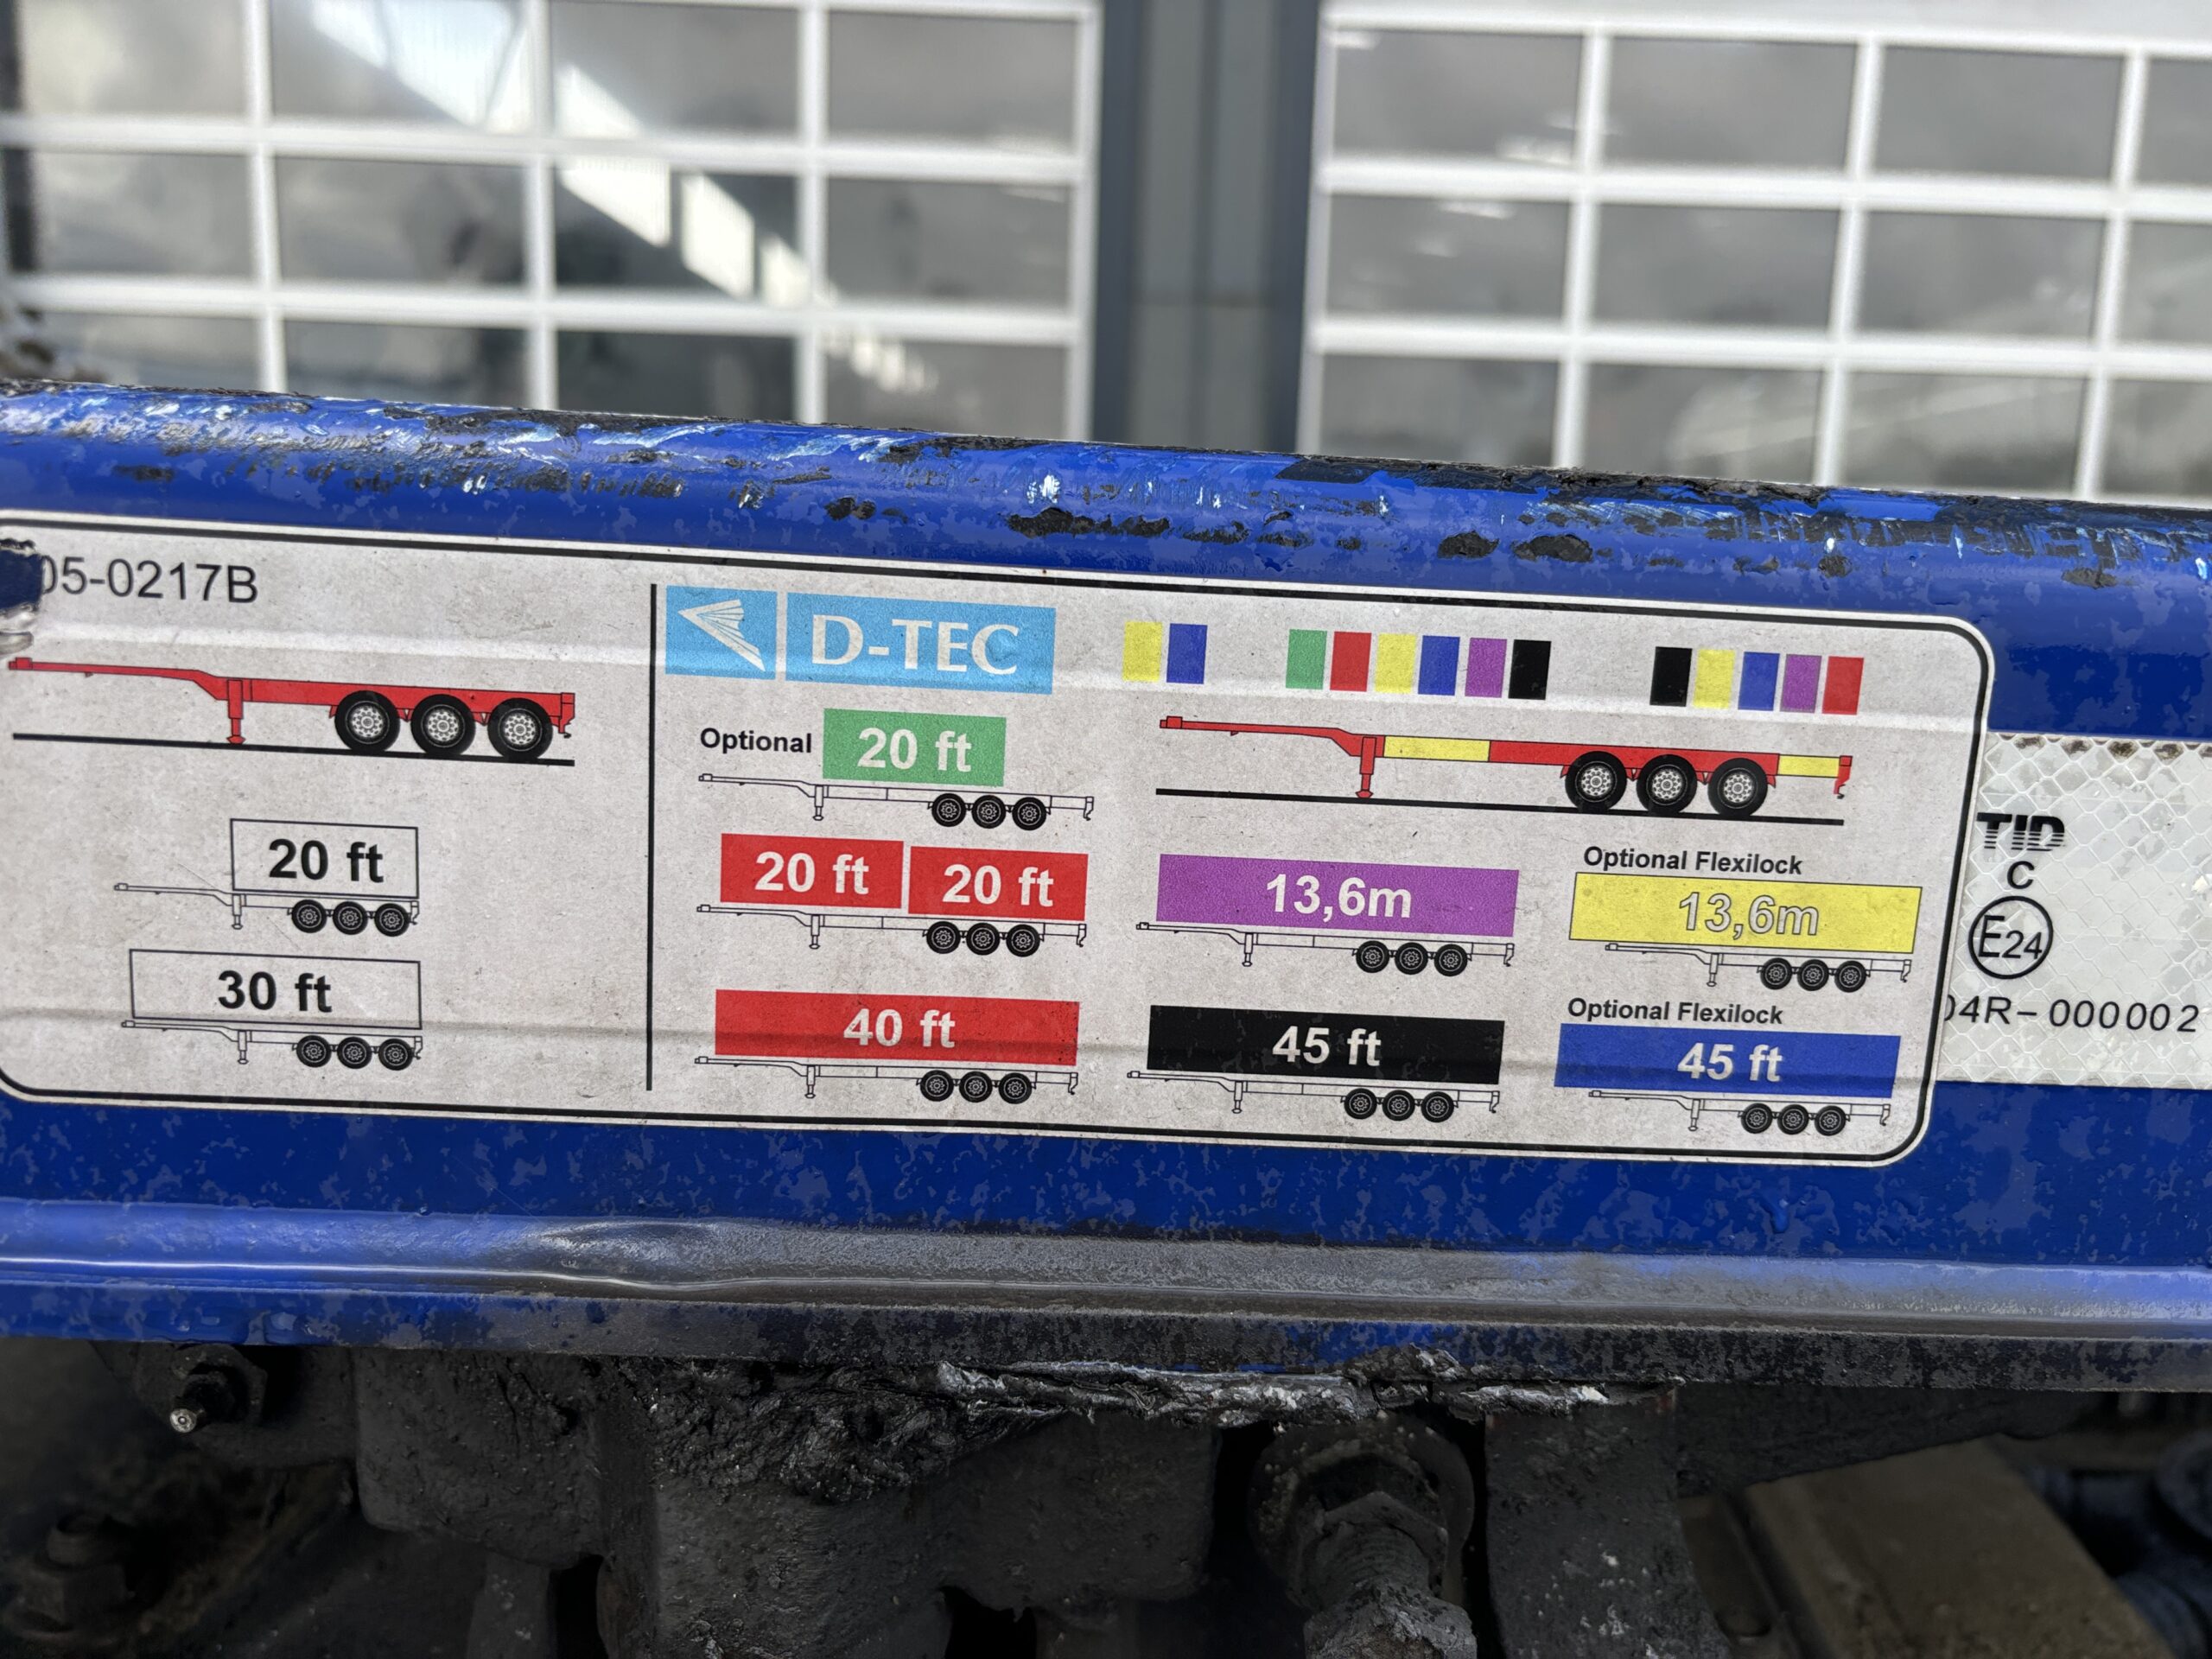 05-0217B
20 ft
30 ft
D-TEC
Optional 20 ft
20 ft 20 ft
40 ft
13,6m
45 ft
Optional Flexilock
13,6m
Optional Flexilock
45 ft
TID
C
E24
04R-000002